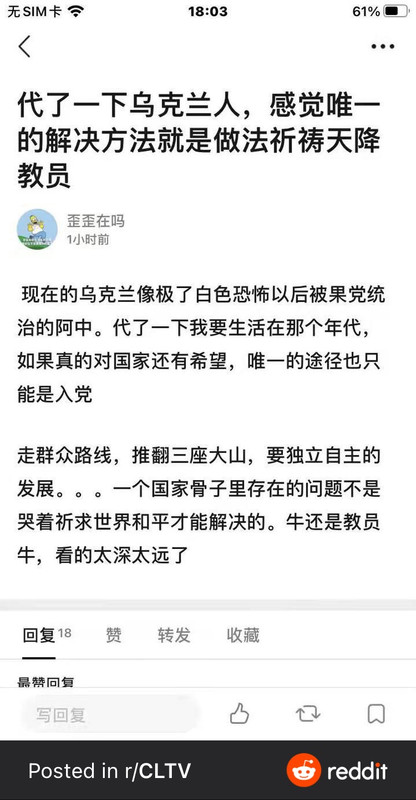 无SIM卡 18:03 61%
代了一下乌克兰人，感觉唯一
的解决方法就是做法祈祷天降
教员
歪歪在吗
1小时前
现在的乌克兰像极了白色恐怖以后被果党统
治的阿中。代了一下我要生活在那个年代，
如果真的对国家还有希望，唯一的途径也只
能是入党
走群众路线，推翻三座大山，要独立自主的
发展。。。一个国家骨子里存在的问题不是
哭着祈求世界和平才能解决的。牛还是教员
牛，看的太深太远了
回复 18 赞 转发 收藏
最赞回复
写回复
Posted in r/CLTV reddit